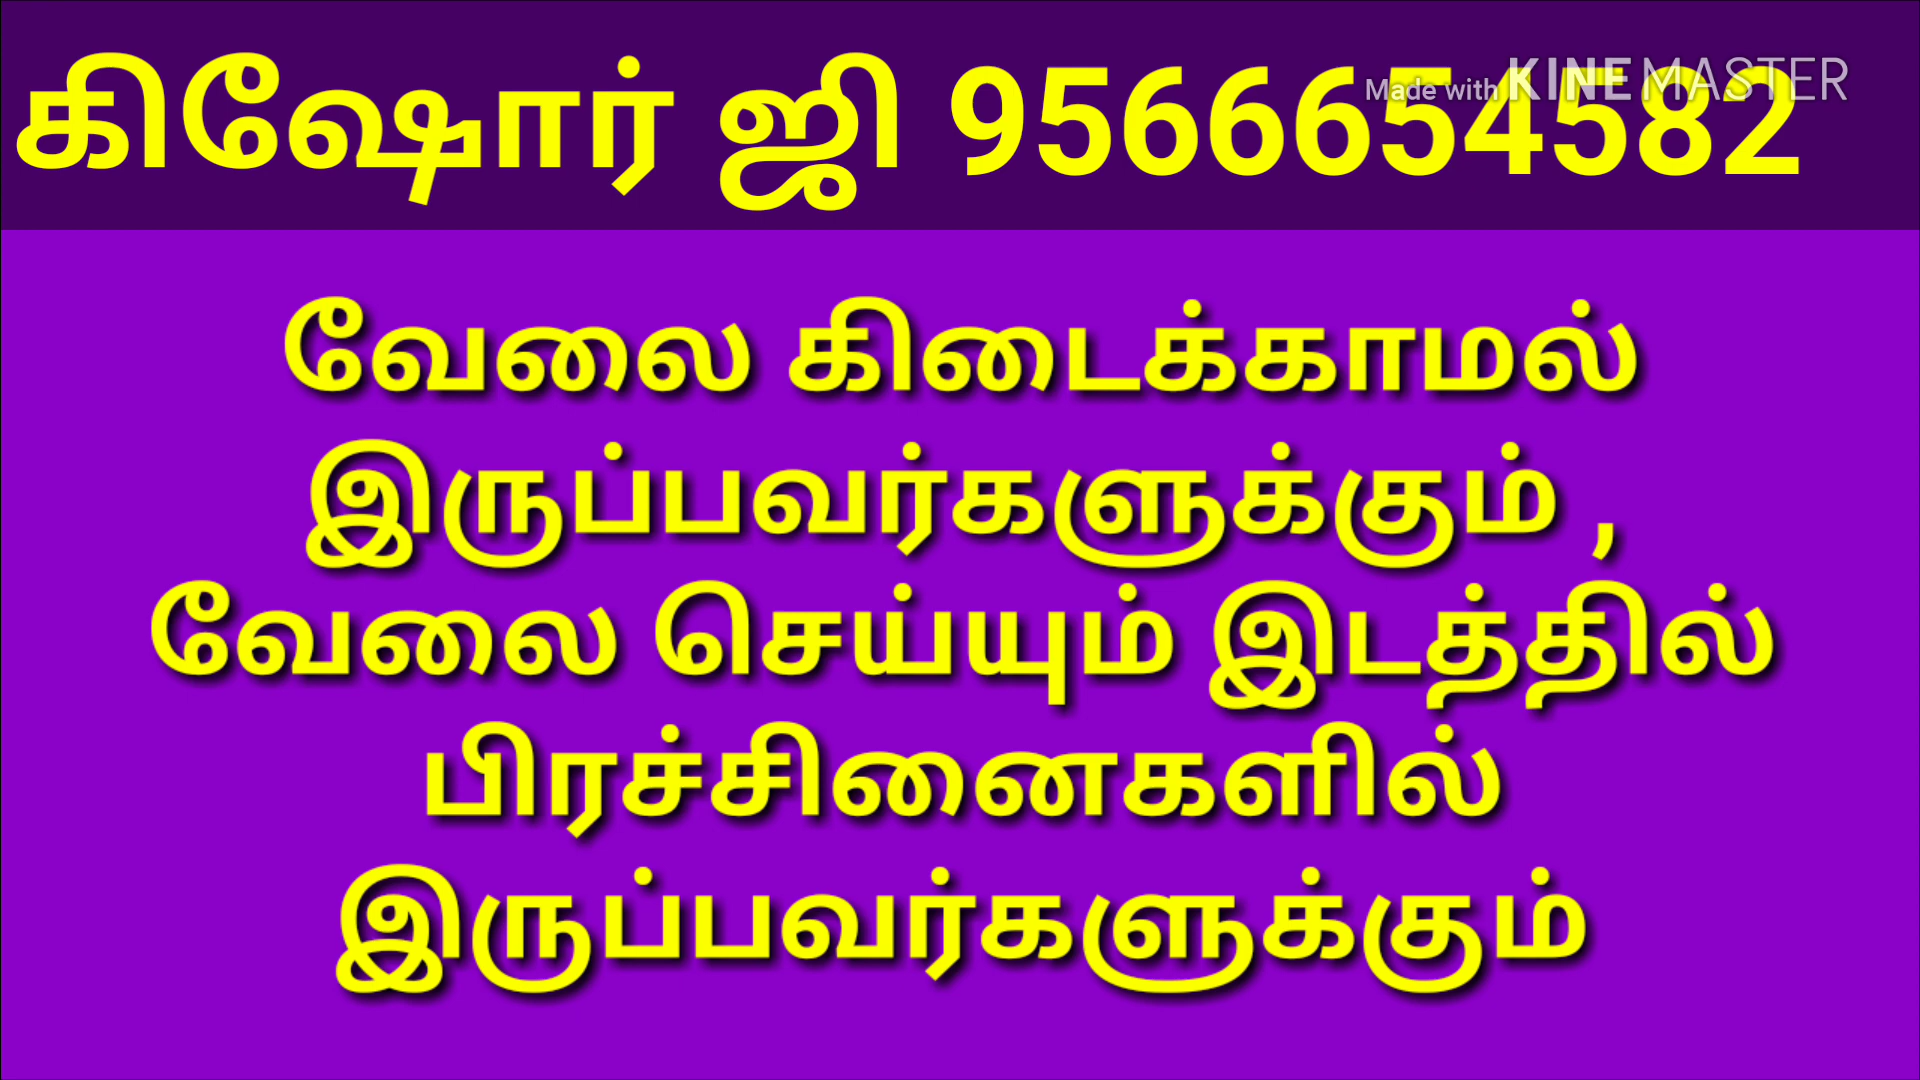 கிஷோர் ஜி 9566654582
Made with KINEMASTER
வேலை கிடைக்காமல்
இருப்பவர்களுக்கும் ,
வேலை செய்யும் இடத்தில்
பிரச்சினைகளில்
இருப்பவர்களுக்கும்